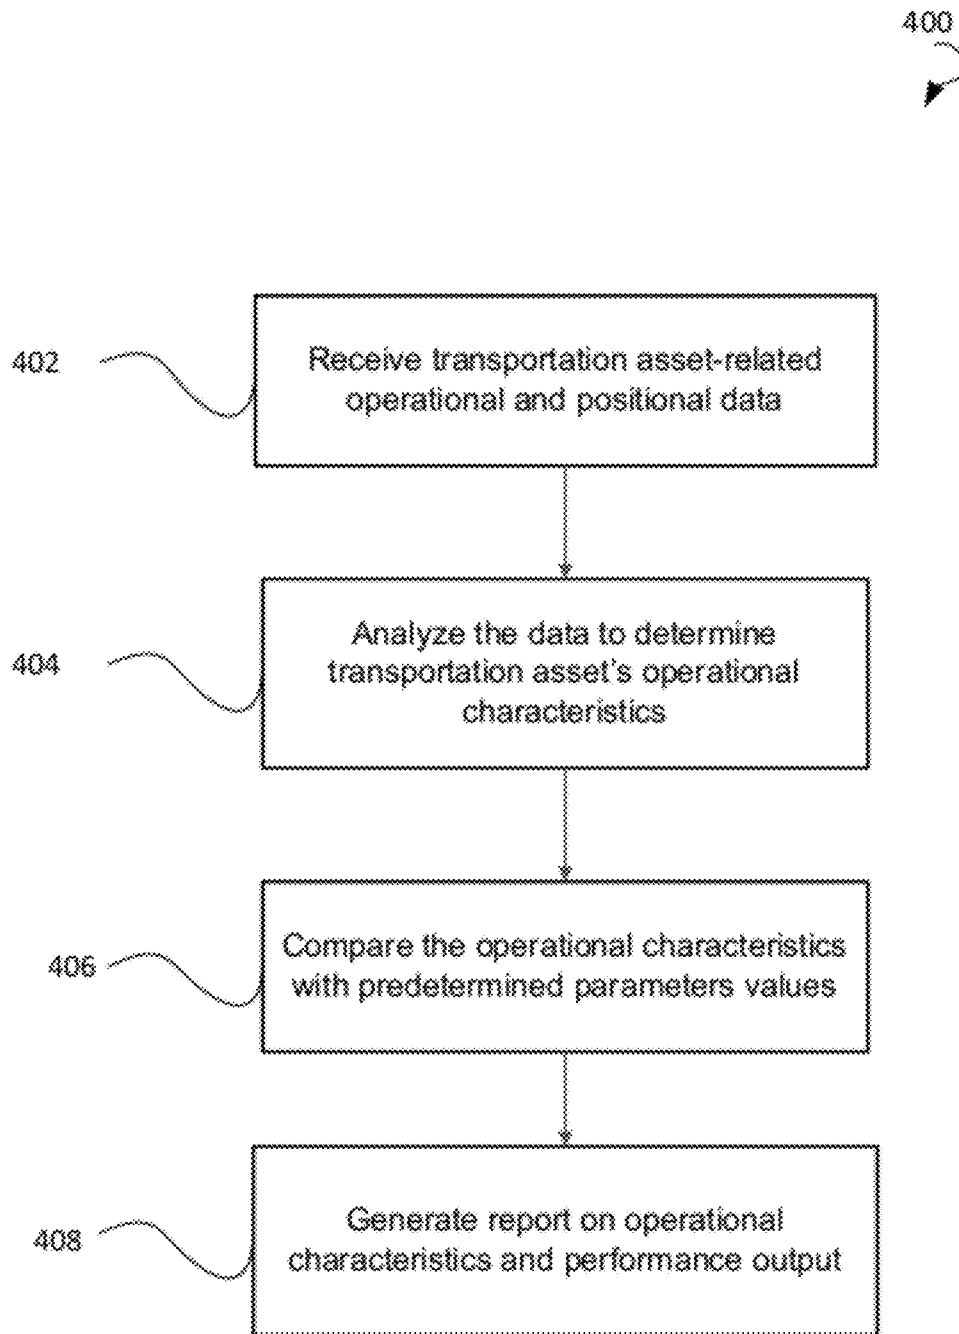 400
402
Receive transportation asset-related
operational and positional data
404
Analyze the data to determine
transportation asset's operational
characteristics
406
Compare the operational characteristics
with predetermined parameters values
408
Generate report on operational
characteristics and performance output